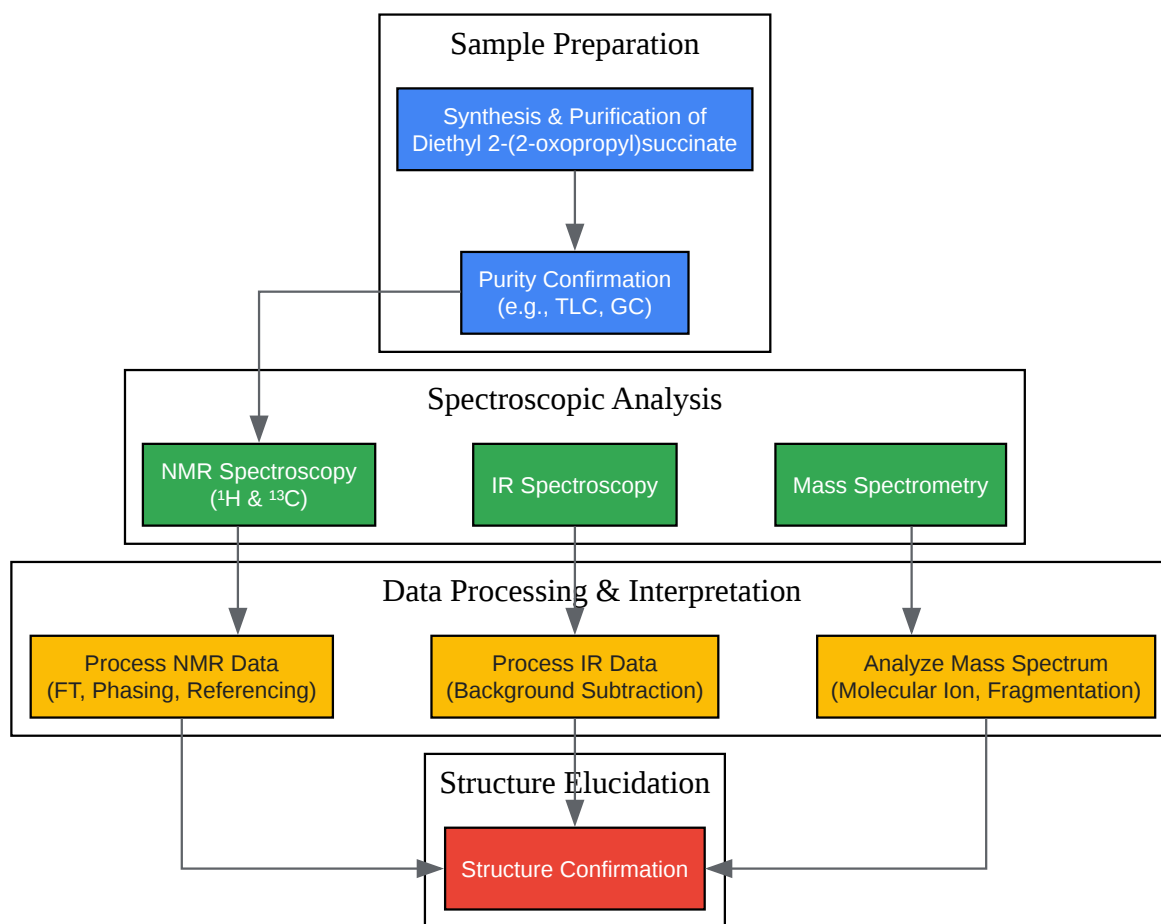 Sample Preparation
Synthesis & Purification of
Diethyl 2-(2-oxopropyl)succinate
Purity Confirmation
(e.g., TLC, GC)
Spectroscopic Analysis
NMR Spectroscopy
(¹H & ¹³C)
IR Spectroscopy
Mass Spectrometry
Data Processing & Interpretation
Process NMR Data
(FT, Phasing, Referencing)
Process IR Data
(Background Subtraction)
Analyze Mass Spectrum
(Molecular Ion, Fragmentation)
Structure Elucidation
Structure Confirmation